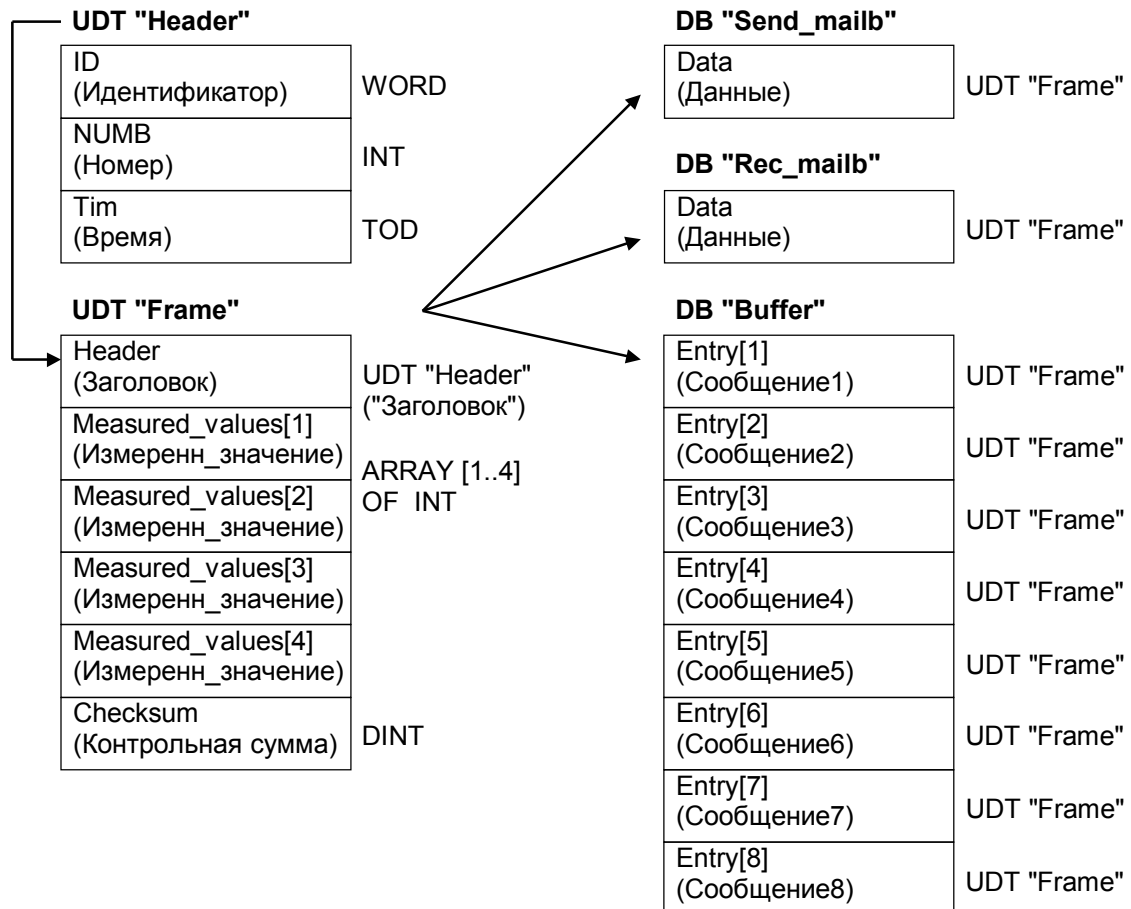 UDT "Header"
ID
(Идентификатор)
WORD
NUMB
(Номер)
INT
Tim
(Время)
TOD
UDT "Frame"
Header
(Заголовок)
UDT "Header"
("Заголовок")
Measured_values[1]
(Измеренн_значение)
ARRAY [1..4]
OF INT
Measured_values[2]
(Измеренн_значение)
Measured_values[3]
(Измеренн_значение)
Measured_values[4]
(Измеренн_значение)
Checksum
(Контрольная сумма)
DINT
DB "Send_mailb"
Data
(Данные)
UDT "Frame"
DB "Rec_mailb"
Data
(Данные)
UDT "Frame"
DB "Buffer"
Entry[1]
(Сообщение1)
UDT "Frame"
Entry[2]
(Сообщение2)
UDT "Frame"
Entry[3]
(Сообщение3)
UDT "Frame"
Entry[4]
(Сообщение4)
UDT "Frame"
Entry[5]
(Сообщение5)
UDT "Frame"
Entry[6]
(Сообщение6)
UDT "Frame"
Entry[7]
(Сообщение7)
UDT "Frame"
Entry[8]
(Сообщение8)
UDT "Frame"